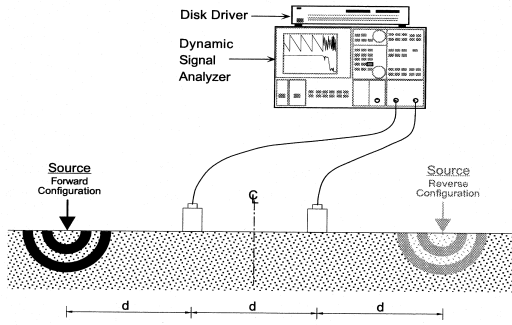 Disk Driver
Dynamic
Signal
Analyzer
Source
Forward
Configuration
℄
Source
Reverse
Configuration
d
d
d